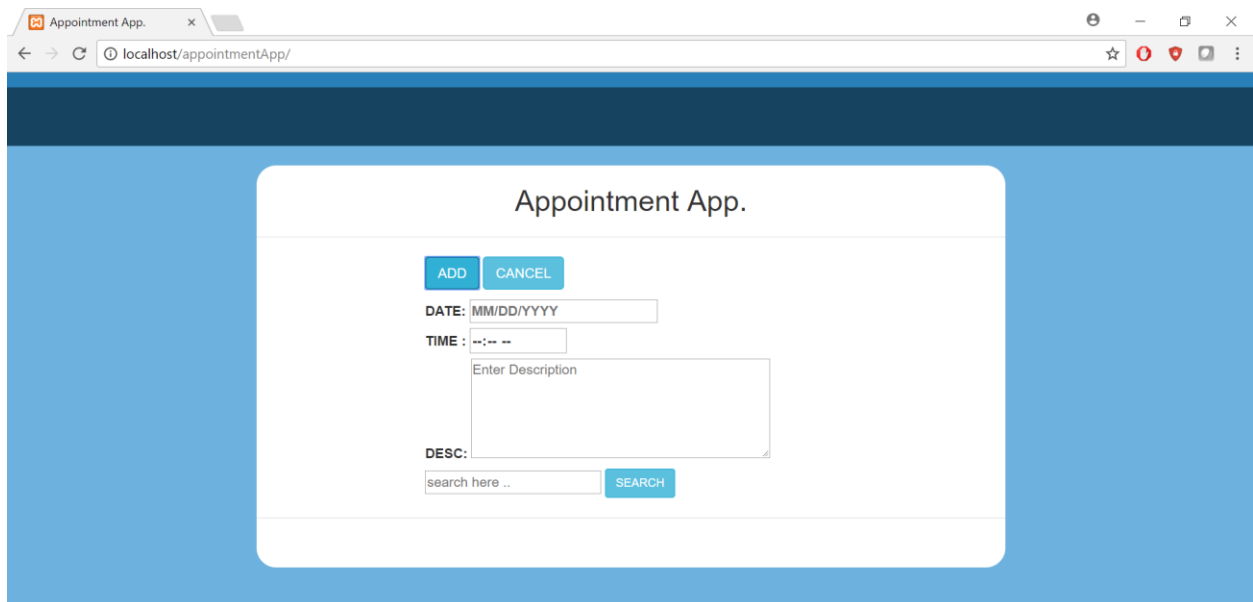 Appointment App.
localhost/appointmentApp/
Appointment App.
ADD CANCEL
DATE: MM/DD/YYYY
TIME : --:-- --
Enter Description
DESC:
search here .. SEARCH